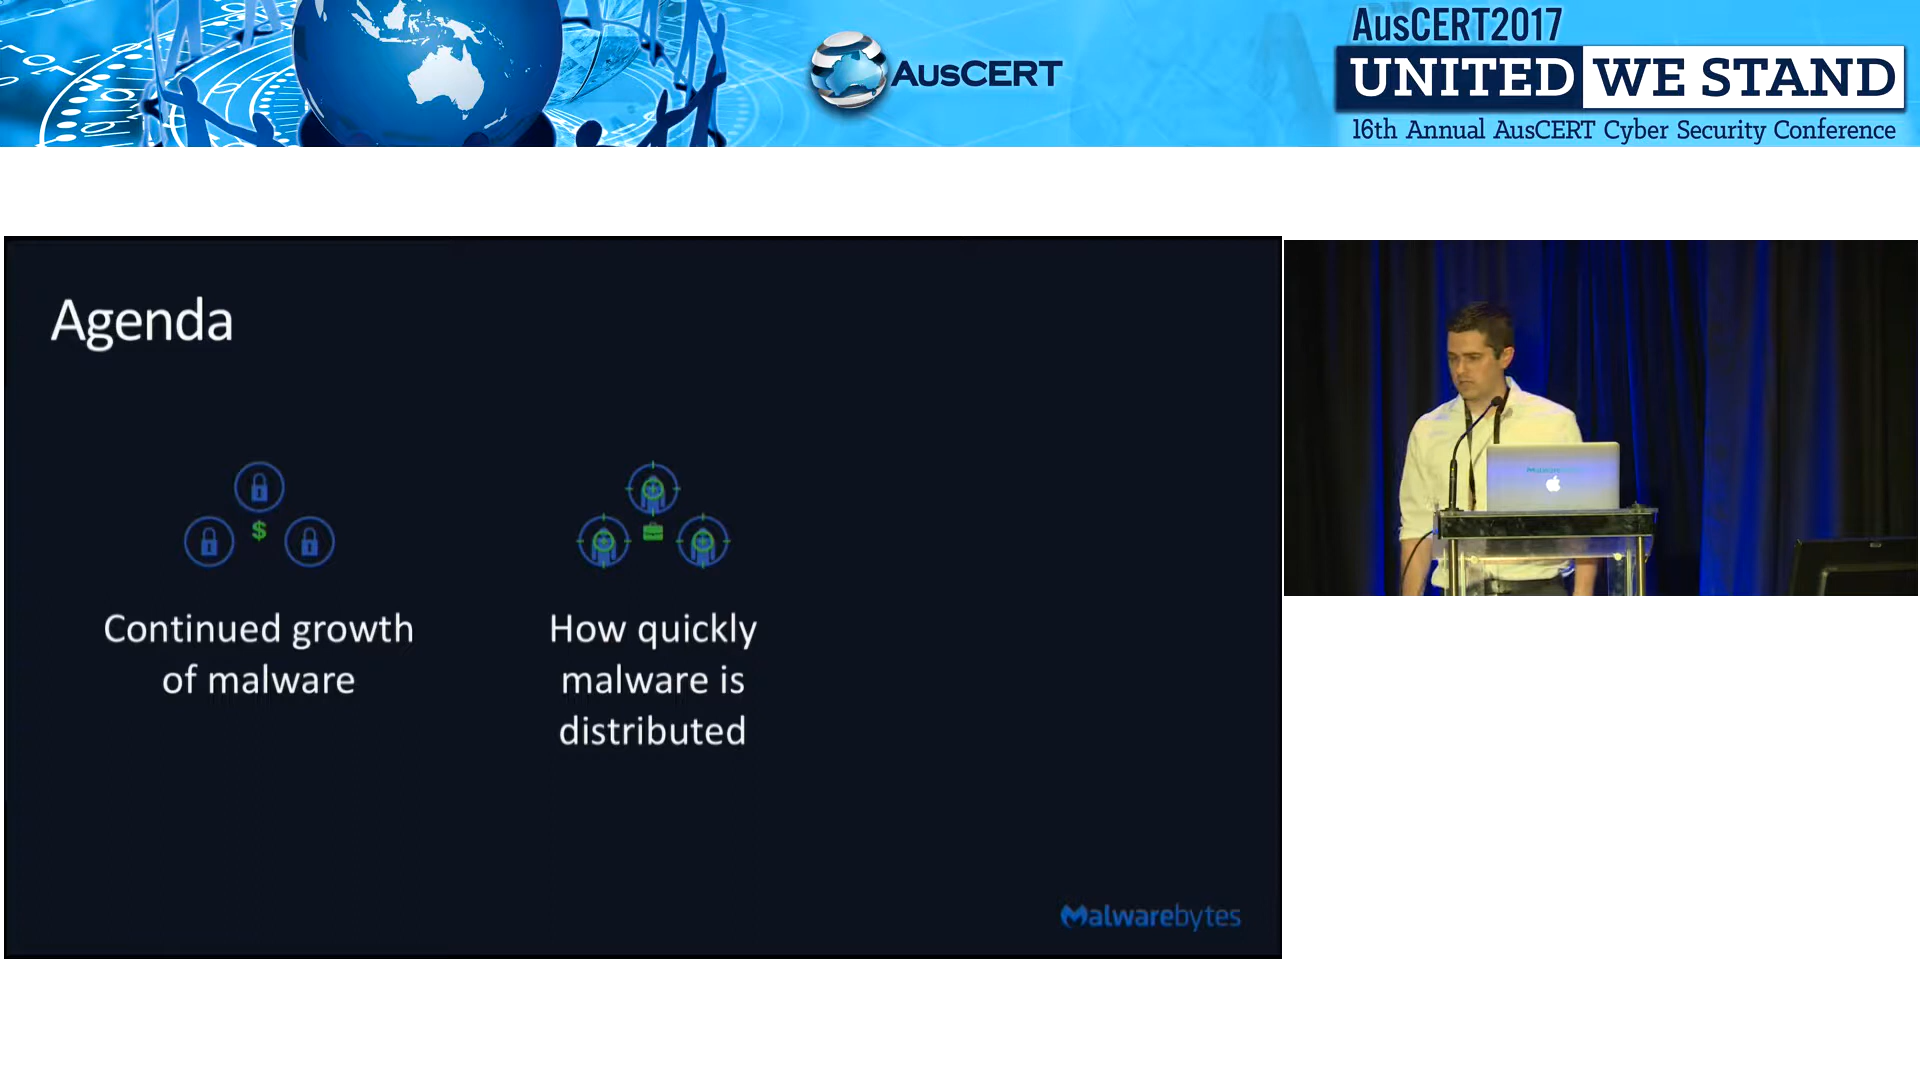 AusCERT
AusCERT2017
UNITED WE STAND
16th Annual AusCERT Cyber Security Conference
Agenda
$
Continued growth
of malware
How quickly
malware is
distributed
Malwarebytes
Malwarebytes